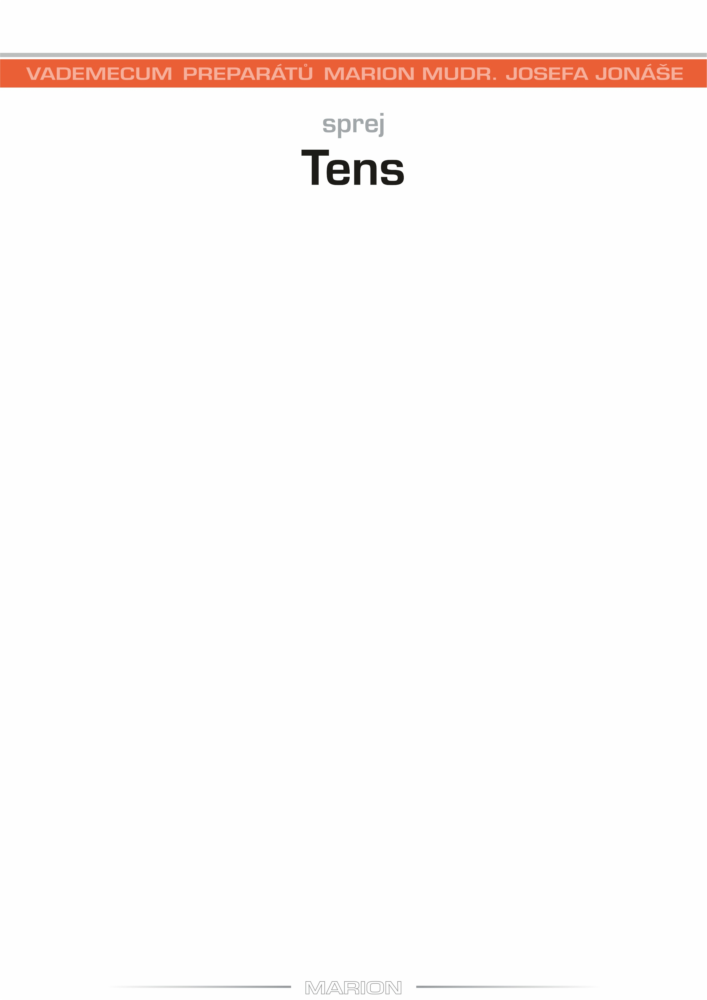 VADEMECUM PREPARÁTŮ MARION MUDR. JOSEFA JONÁŠE
sprej
Tens
MARION